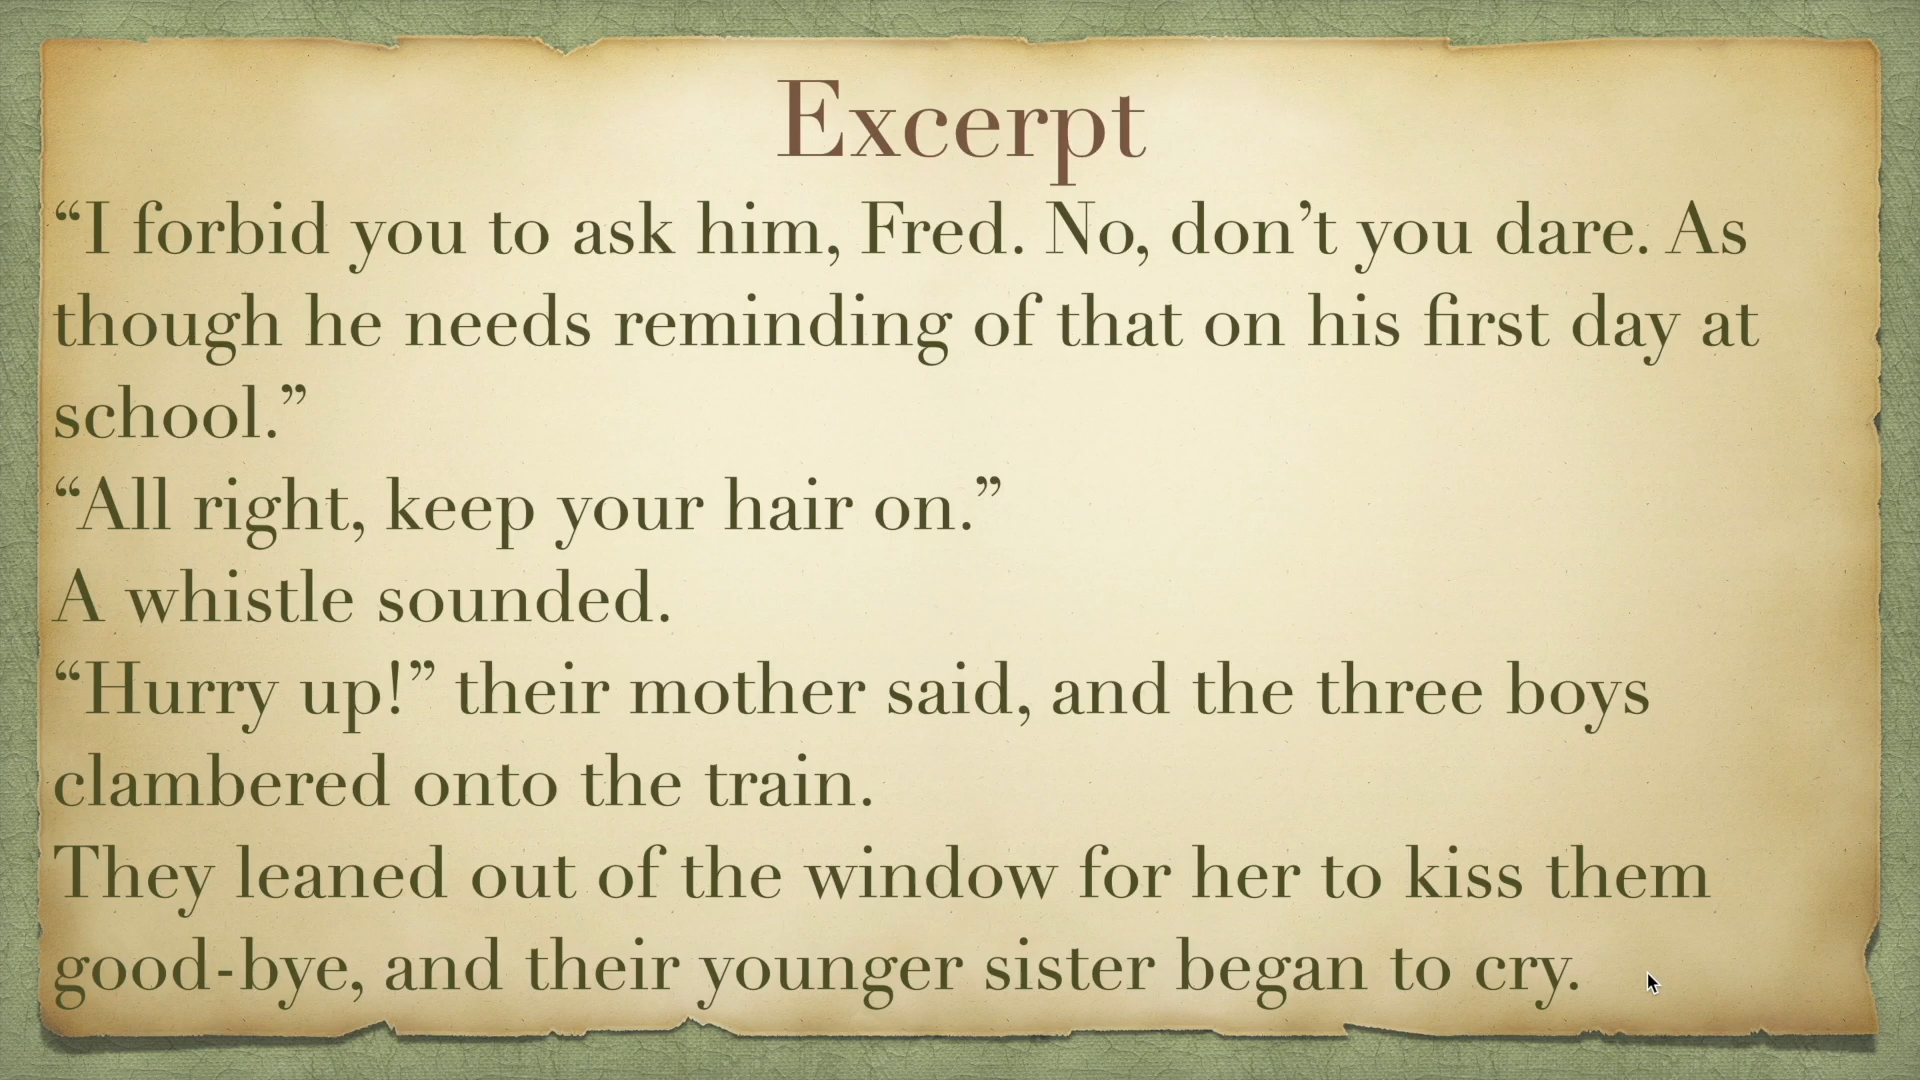 Excerpt
“I forbid you to ask him, Fred. No, don’t you dare. As
though he needs reminding of that on his first day at
school.”
“All right, keep your hair on.”
A whistle sounded.
“Hurry up!” their mother said, and the three boys
clambered onto the train.
They leaned out of the window for her to kiss them
good-bye, and their younger sister began to cry.